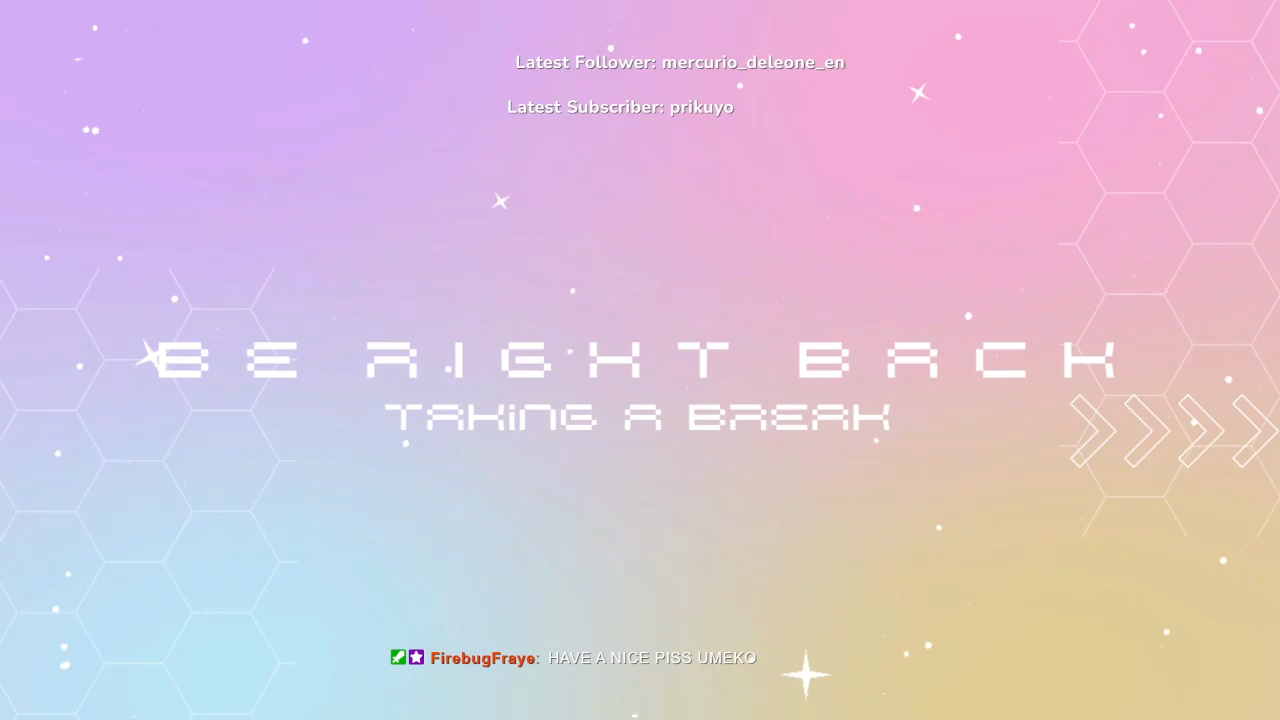 Latest Follower: mercurio_deleone_en
Latest Subscriber: prikuyo
BE RIGHT BACK
TAKING A BREAK
FirebugFraye: HAVE A NICE PISS UMEKO